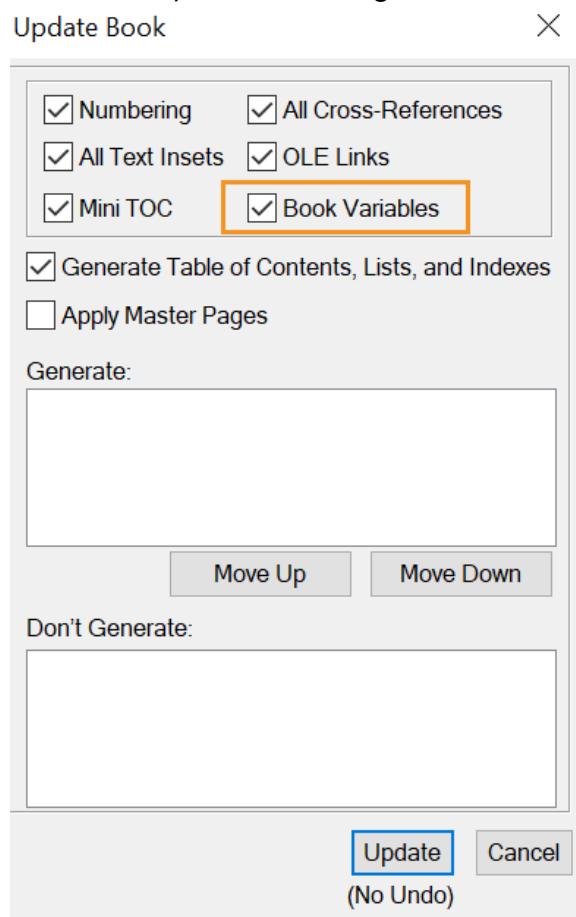 Update Book
Numbering All Cross-References
All Text Insets OLE Links
Mini TOC Book Variables
Generate Table of Contents, Lists, and Indexes
Apply Master Pages
Generate:
Move Up Move Down
Don't Generate:
Update Cancel
(No Undo)